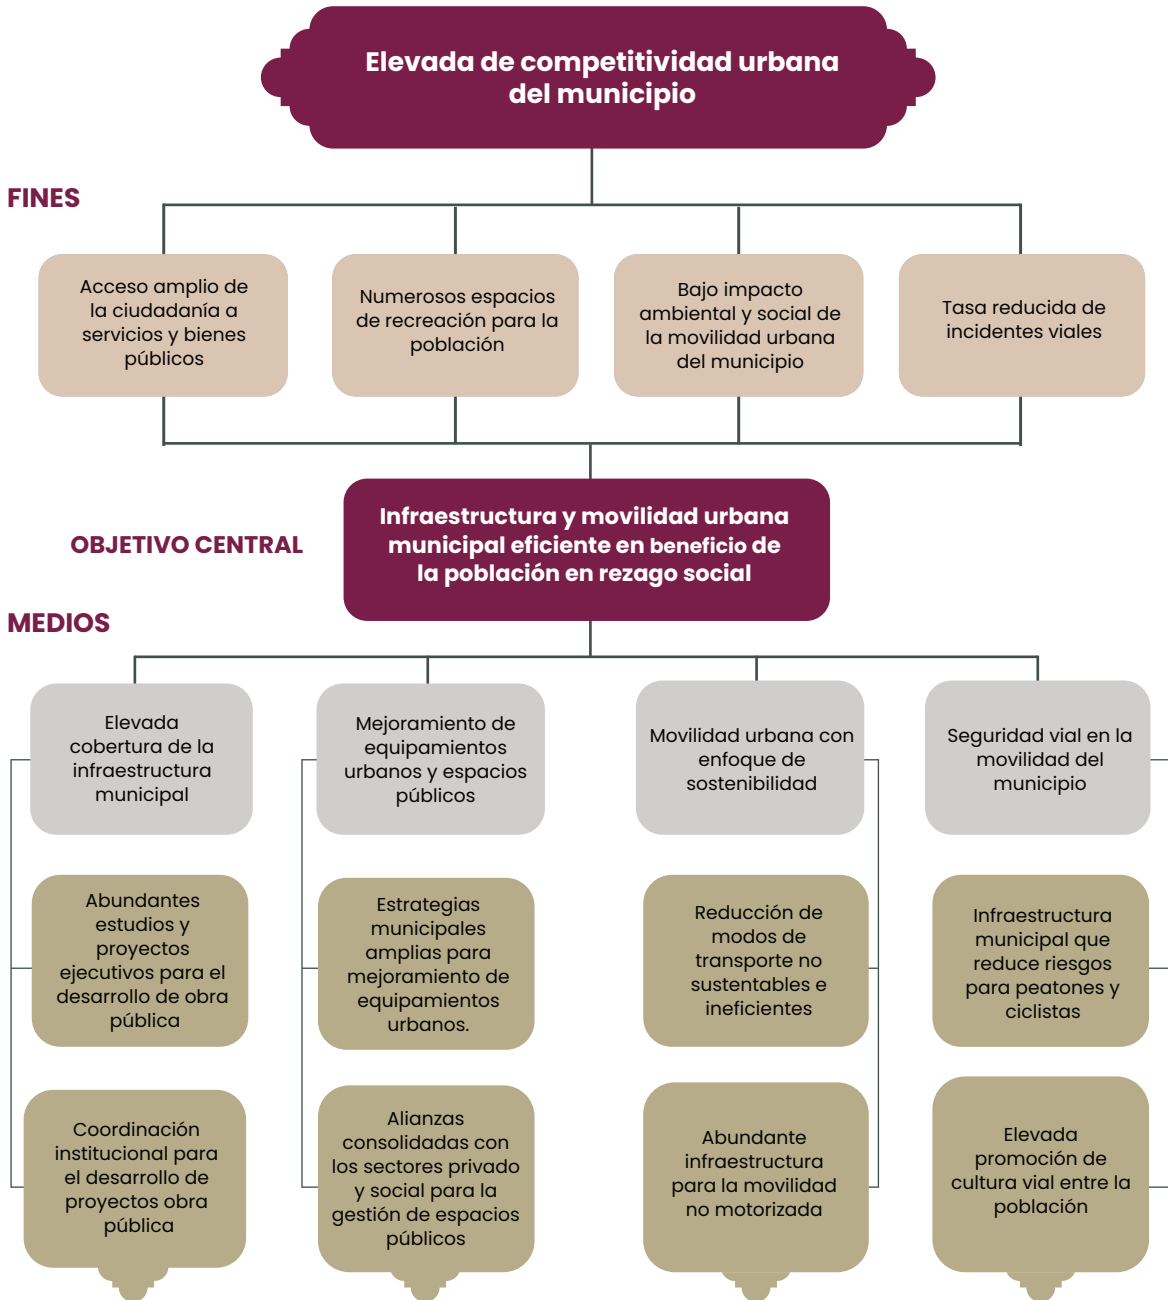 Elevada de competitividad urbana
del municipio
FINES
Acceso amplio de
la ciudadanía a
servicios y bienes
públicos
Numerosos espacios
de recreación para la
población
Bajo impacto
ambiental y social de
la movilidad urbana
del municipio
Tasa reducida de
incidentes viales
OBJETIVO CENTRAL
Infraestructura y movilidad urbana
municipal eficiente en beneficio de
la población en rezago social
MEDIOS
Elevada
cobertura de la
infraestructura
municipal
Mejoramiento de
equipamientos
urbanos y espacios
públicos
Movilidad urbana con
enfoque de
sostenibilidad
Seguridad vial en la
movilidad del
municipio
Abundantes
estudios y
proyectos
ejecutivos para el
desarrollo de obra
pública
Estrategias
municipales
amplias para
mejoramiento de
equipamientos
urbanos.
Reducción de
modos de
transporte no
sustentables e
ineficientes
Infraestructura
municipal que
reduce riesgos
para peatones y
ciclistas
Coordinación
institucional para
el desarrollo de
proyectos obra
pública
Alianzas
consolidadas con
los sectores privado
y social para la
gestión de espacios
públicos
Abundante
infraestructura
para la movilidad
no motorizada
Elevada
promoción de
cultura vial entre la
población